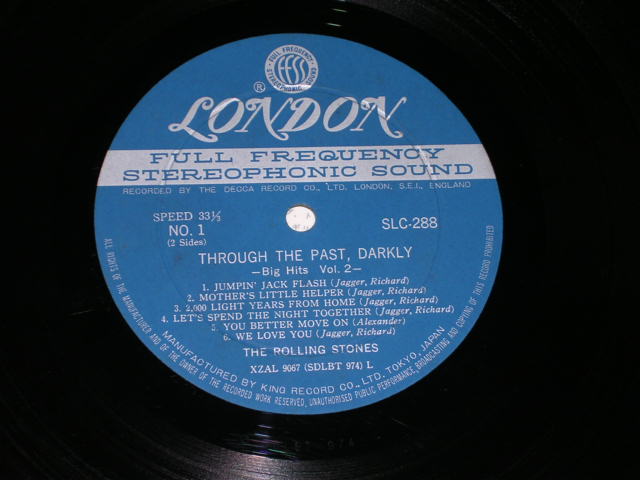 FULL FREQUENCY
STEREOPHONIC
FFSS
®
LONDON
FULL FREQUENCY
STEREOPHONIC SOUND
RECORDED BY THE DECCA RECORD CO., LTD. LONDON, S.E.I., ENGLAND
SPEED 33⅓
NO. 1
(2 Sides)
SLC-288
THROUGH THE PAST, DARKLY
—Big Hits Vol. 2—
1. JUMPIN' JACK FLASH (Jagger, Richard)
2. MOTHER'S LITTLE HELPER (Jagger, Richard)
3. 2,000 LIGHT YEARS FROM HOME (Jagger, Richard)
4. LET'S SPEND THE NIGHT TOGETHER (Jagger, Richard)
5. YOU BETTER MOVE ON (Alexander)
6. WE LOVE YOU (Jagger, Richard)
THE ROLLING STONES
XZAL 9067 (SDLBT 974) L
MANUFACTURED BY KING RECORD CO., LTD. TOKYO, JAPAN
ALL RIGHTS OF THE MANUFACTURER AND OF THE OWNER OF THE RECORDED WORK RESERVED, UNAUTHORISED PUBLIC PERFORMANCE, BROADCASTING AND COPYING OF THIS RECORD PROHIBITED